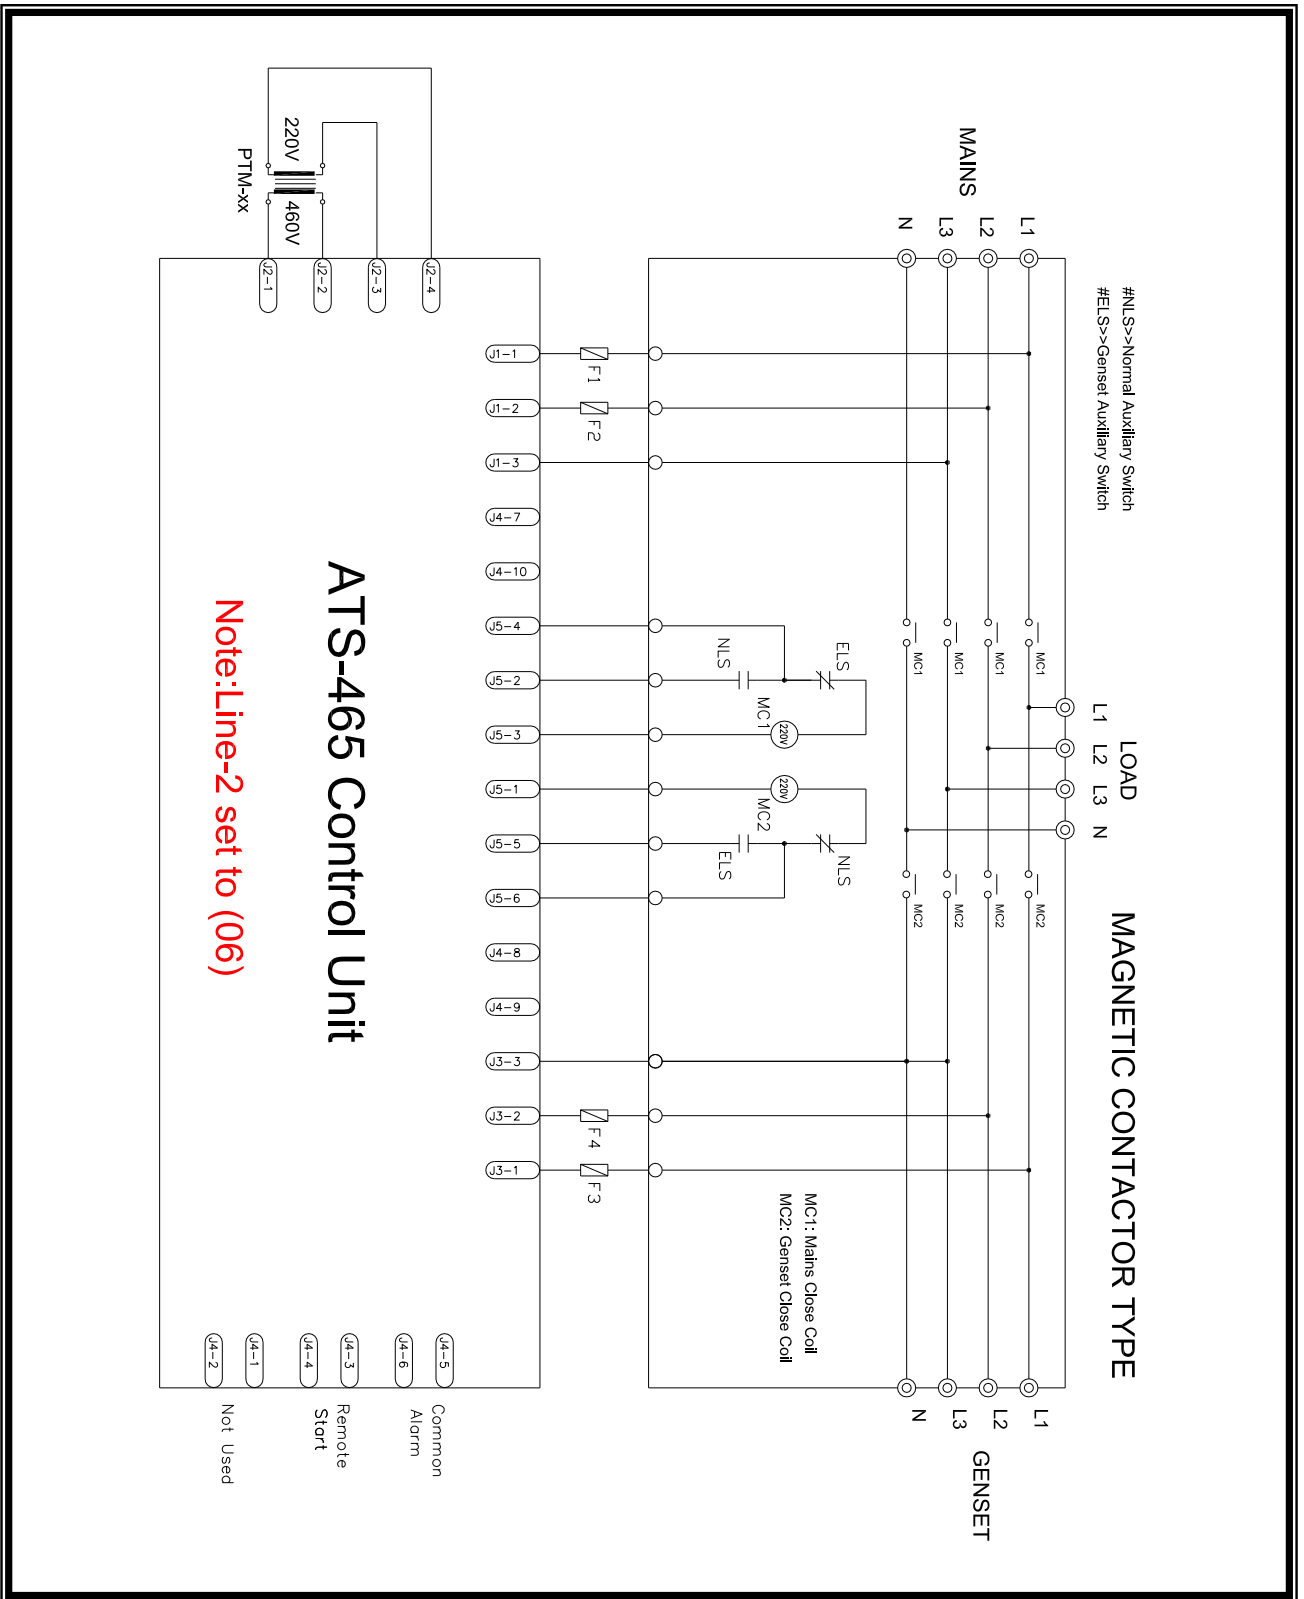 MAGNETIC CONTACTOR TYPE
#NLS>>Normal Auxiliary Switch
#ELS>>Genset Auxiliary Switch
LOAD
L1
L2
L3
N
MAINS
L1
L2
L3
N
MC1
MC1
MC1
MC1
MC2
MC2
MC2
MC2
L1
L2
L3
N
GENSET
ELS
NLS
MC1
220V
220V
MC2
NLS
ELS
MC1: Mains Close Coil
MC2: Genset Close Coil
F1
F2
F4
F3
J1-1
J1-2
J1-3
J4-7
J4-10
J5-4
J5-2
J5-3
J5-1
J5-5
J5-6
J4-8
J4-9
J3-3
J3-2
J3-1
J2-4
J2-3
J2-2
J2-1
220V
460V
PTM-xx
ATS-465 Control Unit
Note:Line-2 set to (06)
J4-5
J4-6
J4-3
J4-4
J4-1
J4-2
Common
Alarm
Remote
Start
Not Used